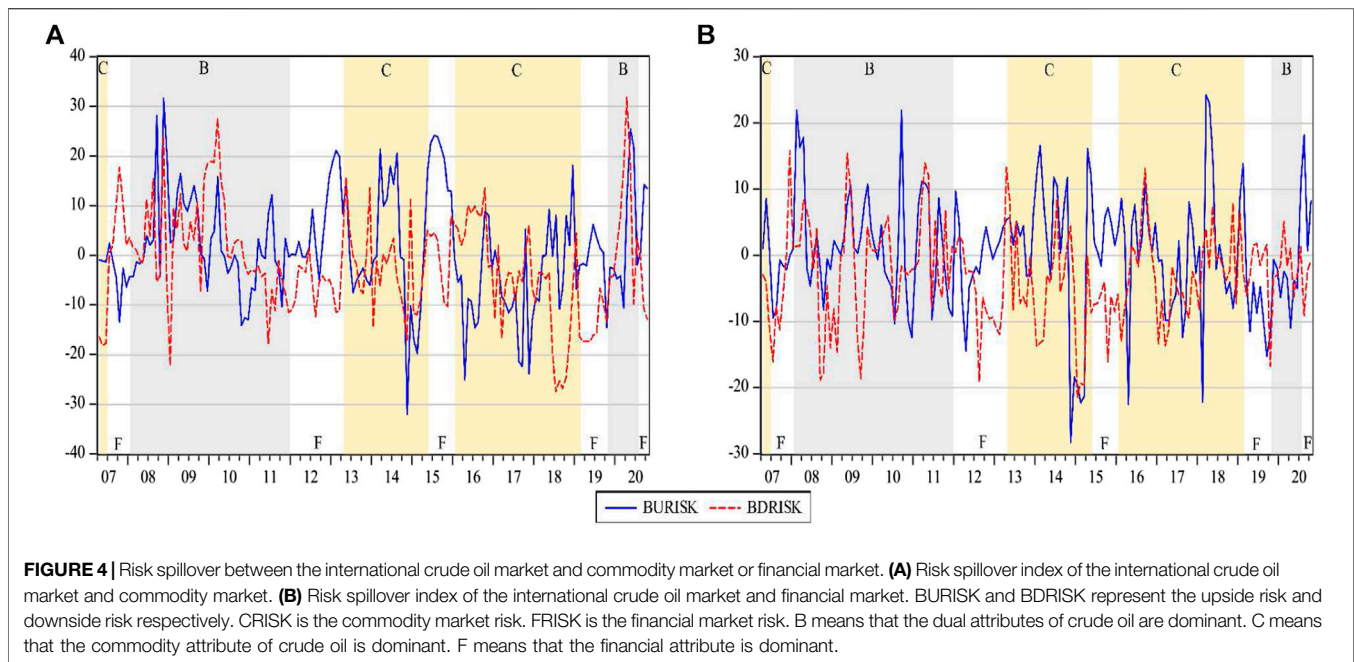 A
B
40
30
20
10
0
-10
-20
-30
-40
C
B
C
C
B
F
F
F
F
F
07 08 09 10 11 12 13 14 15 16 17 18 19 20
30
20
10
0
-10
-20
-30
C
B
C
C
B
F
F
F
F
F
07 08 09 10 11 12 13 14 15 16 17 18 19 20
BURISK BDRISK
FIGURE 4 | Risk spillover between the international crude oil market and commodity market or financial market. (A) Risk spillover index of the international crude oil
market and commodity market. (B) Risk spillover index of the international crude oil market and financial market. BURISK and BDRISK represent the upside risk and
downside risk respectively. CRISK is the commodity market risk. FRISK is the financial market risk. B means that the dual attributes of crude oil are dominant. C means
that the commodity attribute of crude oil is dominant. F means that the financial attribute is dominant.